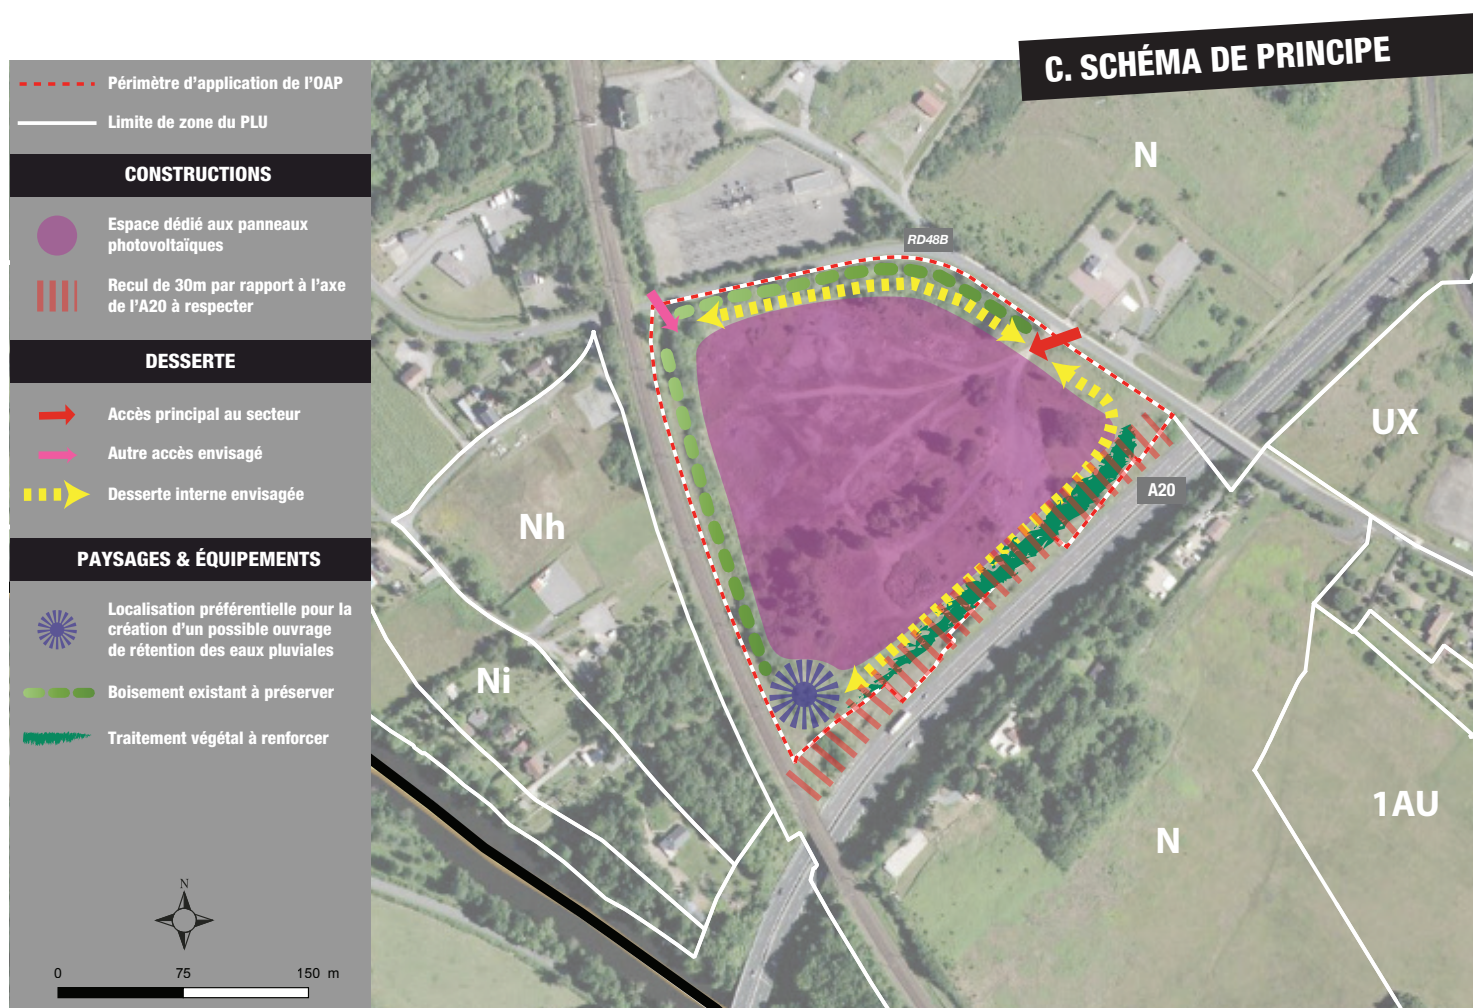 C. SCHÉMA DE PRINCIPE
Périmètre d'application de l'OAP
Limite de zone du PLU
CONSTRUCTIONS
Espace dédié aux panneaux
photovoltaïques
Recul de 30m par rapport à l'axe
de l'A20 à respecter
DESSERTE
Accès principal au secteur
Autre accès envisagé
Desserte interne envisagée
PAYSAGES & ÉQUIPEMENTS
Localisation préférentielle pour la
création d'un possible ouvrage
de rétention des eaux pluviales
Boisement existant à préserver
Traitement végétal à renforcer
N
0 75 150 m
N
RD48B
UX
A20
Nh
Ni
1AU
N